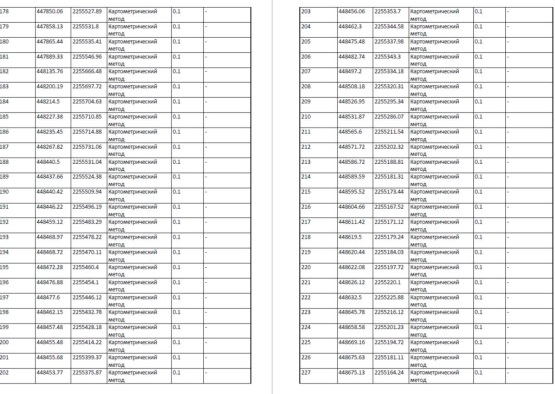 178 447850.06 2255527.89 Картометрический метод 0,1 -
179 447858.13 2255531.8 Картометрический метод 0,1 -
180 447865.44 2255535.41 Картометрический метод 0,1 -
181 447889.33 2255546.96 Картометрический метод 0,1 -
182 448135.76 2255666.48 Картометрический метод 0,1 -
183 448200.19 2255697.72 Картометрический метод 0,1 -
184 448214.5 2255704.63 Картометрический метод 0,1 -
185 448227.38 2255710.85 Картометрический метод 0,1 -
186 448235.45 2255714.88 Картометрический метод 0,1 -
187 448267.82 2255731.06 Картометрический метод 0,1 -
188 448440.5 2255531.04 Картометрический метод 0,1 -
189 448437.66 2255524.38 Картометрический метод 0,1 -
190 448440.42 2255509.94 Картометрический метод 0,1 -
191 448446.22 2255496.19 Картометрический метод 0,1 -
192 448459.12 2255483.29 Картометрический метод 0,1 -
193 448468.97 2255478.22 Картометрический метод 0,1 -
194 448468.72 2255470.11 Картометрический метод 0,1 -
195 448472.28 2255460.4 Картометрический метод 0,1 -
196 448476.88 2255454.1 Картометрический метод 0,1 -
197 448477.6 2255446.12 Картометрический метод 0,1 -
198 448462.15 2255432.78 Картометрический метод 0,1 -
199 448457.48 2255428.18 Картометрический метод 0,1 -
200 448455.48 2255414.22 Картометрический метод 0,1 -
201 448455.68 2255399.37 Картометрический метод 0,1 -
202 448453.77 2255375.87 Картометрический метод 0,1 -
203 448456.06 2255353.7 Картометрический метод 0,1 -
204 448462.3 2255344.58 Картометрический метод 0,1 -
205 448475.48 2255337.98 Картометрический метод 0,1 -
206 448482.74 2255343.3 Картометрический метод 0,1 -
207 448497.2 2255334.18 Картометрический метод 0,1 -
208 448508.18 2255320.31 Картометрический метод 0,1 -
209 448526.95 2255295.34 Картометрический метод 0,1 -
210 448531.87 2255286.07 Картометрический метод 0,1 -
211 448565.6 2255211.54 Картометрический метод 0,1 -
212 448571.72 2255202.32 Картометрический метод 0,1 -
213 448586.72 2255188.81 Картометрический метод 0,1 -
214 448589.59 2255181.31 Картометрический метод 0,1 -
215 448595.52 2255173.44 Картометрический метод 0,1 -
216 448604.66 2255167.52 Картометрический метод 0,1 -
217 448611.42 2255171.12 Картометрический метод 0,1 -
218 448619.5 2255179.24 Картометрический метод 0,1 -
219 448620.44 2255184.03 Картометрический метод 0,1 -
220 448622.08 2255197.72 Картометрический метод 0,1 -
221 448626.12 2255220.1 Картометрический метод 0,1 -
222 448632.5 2255225.88 Картометрический метод 0,1 -
223 448645.78 2255216.12 Картометрический метод 0,1 -
224 448658.58 2255201.23 Картометрический метод 0,1 -
225 448669.16 2255194.72 Картометрический метод 0,1 -
226 448675.63 2255181.11 Картометрический метод 0,1 -
227 448675.13 2255164.24 Картометрический метод 0,1 -